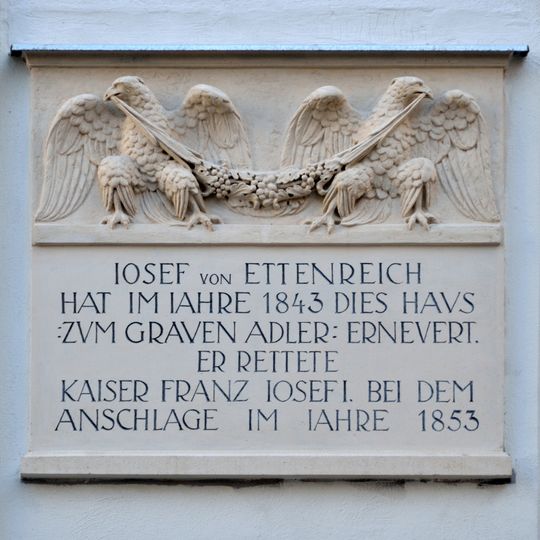 IOSEF VON ETTENREICH
HAT IM IAHRE 1843 DIES HAVS
:ZVM GRAVEN ADLER: ERNEVERT.
ER RETTETE
KAISER FRANZ IOSEF I. BEI DEM
ANSCHLAGE IM IAHRE 1853